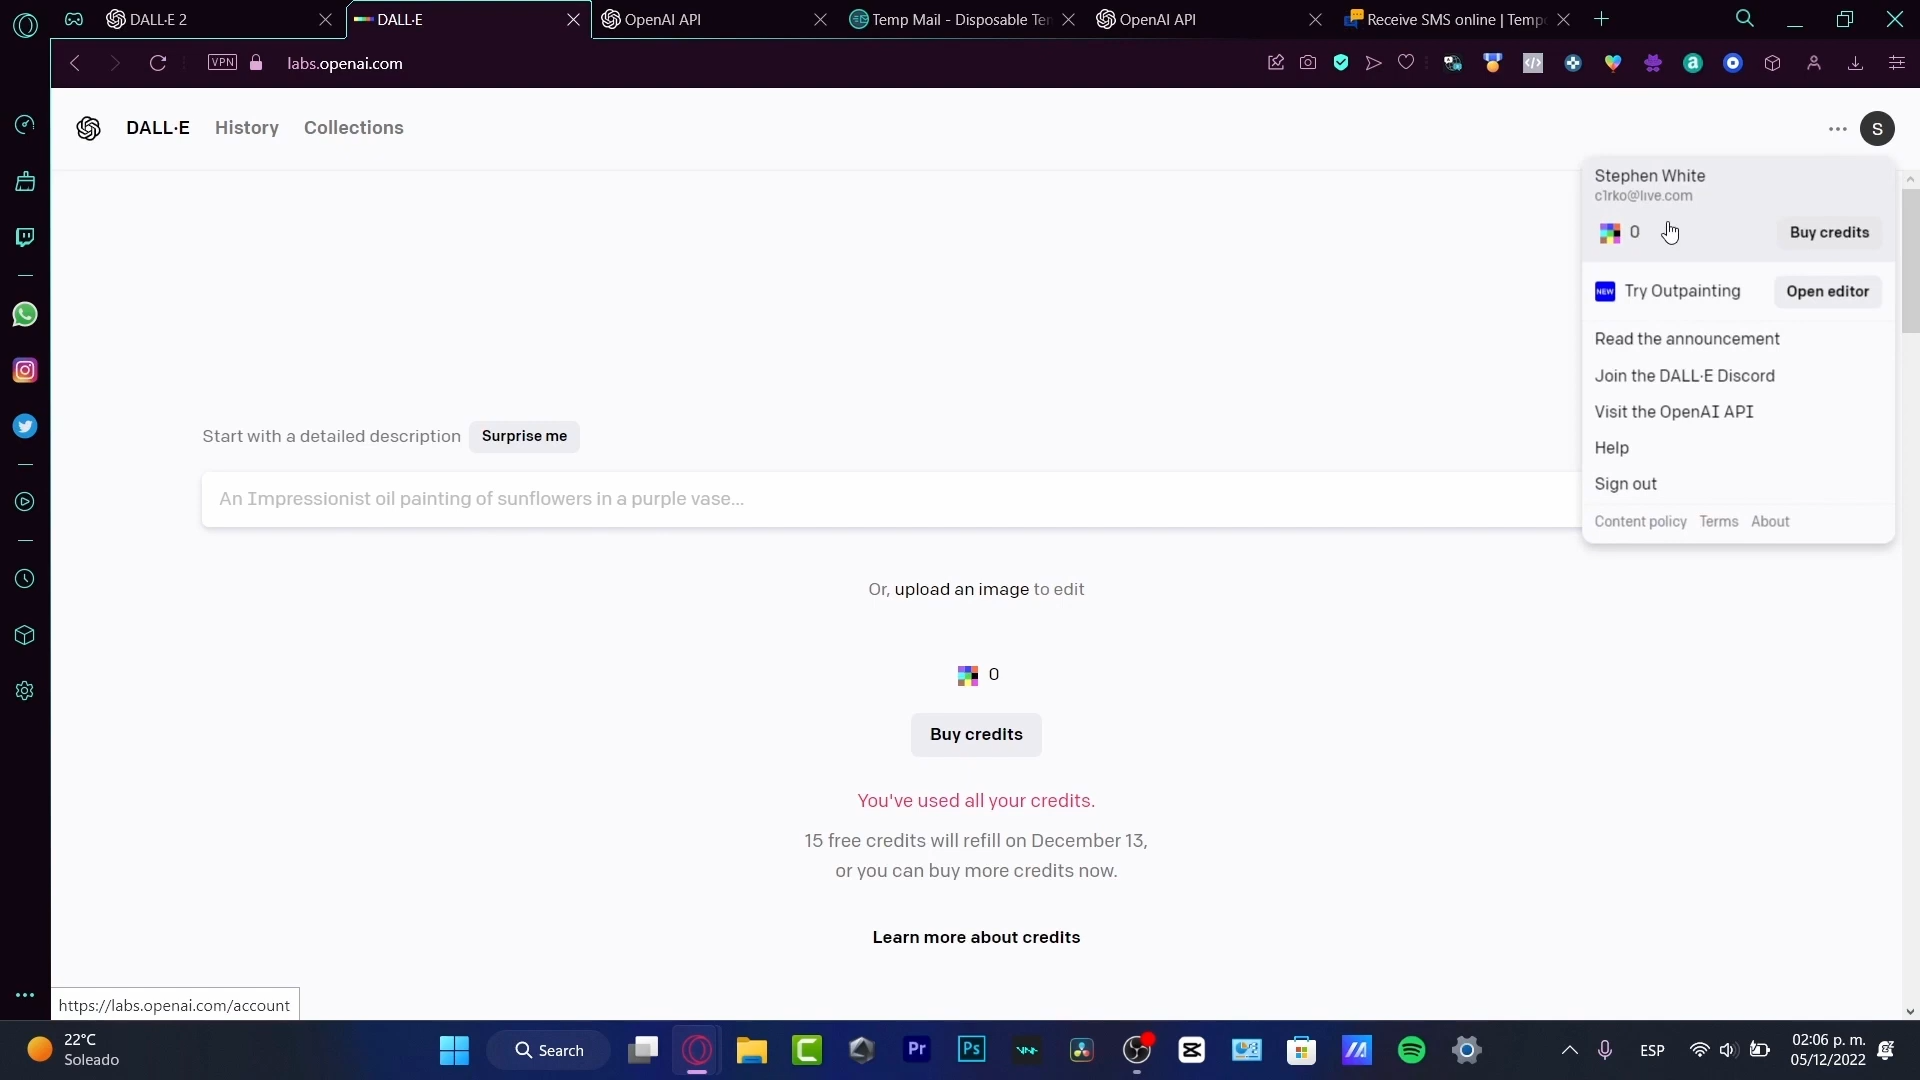 DALL·E 2
DALL·E
OpenAI API
Temp Mail - Disposable Ten
OpenAI API
Receive SMS online | Tempo
VPN
labs.openai.com
DALL·E
History
Collections
S
Stephen White
c1rko@live.com
0
Buy credits
NEW
Try Outpainting
Open editor
Read the announcement
Join the DALL·E Discord
Visit the OpenAI API
Help
Sign out
Content policy
Terms
About
Start with a detailed description
Surprise me
An Impressionist oil painting of sunflowers in a purple vase...
Or, upload an image to edit
0
Buy credits
You've used all your credits.
15 free credits will refill on December 13,
or you can buy more credits now.
Learn more about credits
https://labs.openai.com/account
22°C
Soleado
Search
Pr
Ps
ESP
02:06 p. m.
05/12/2022